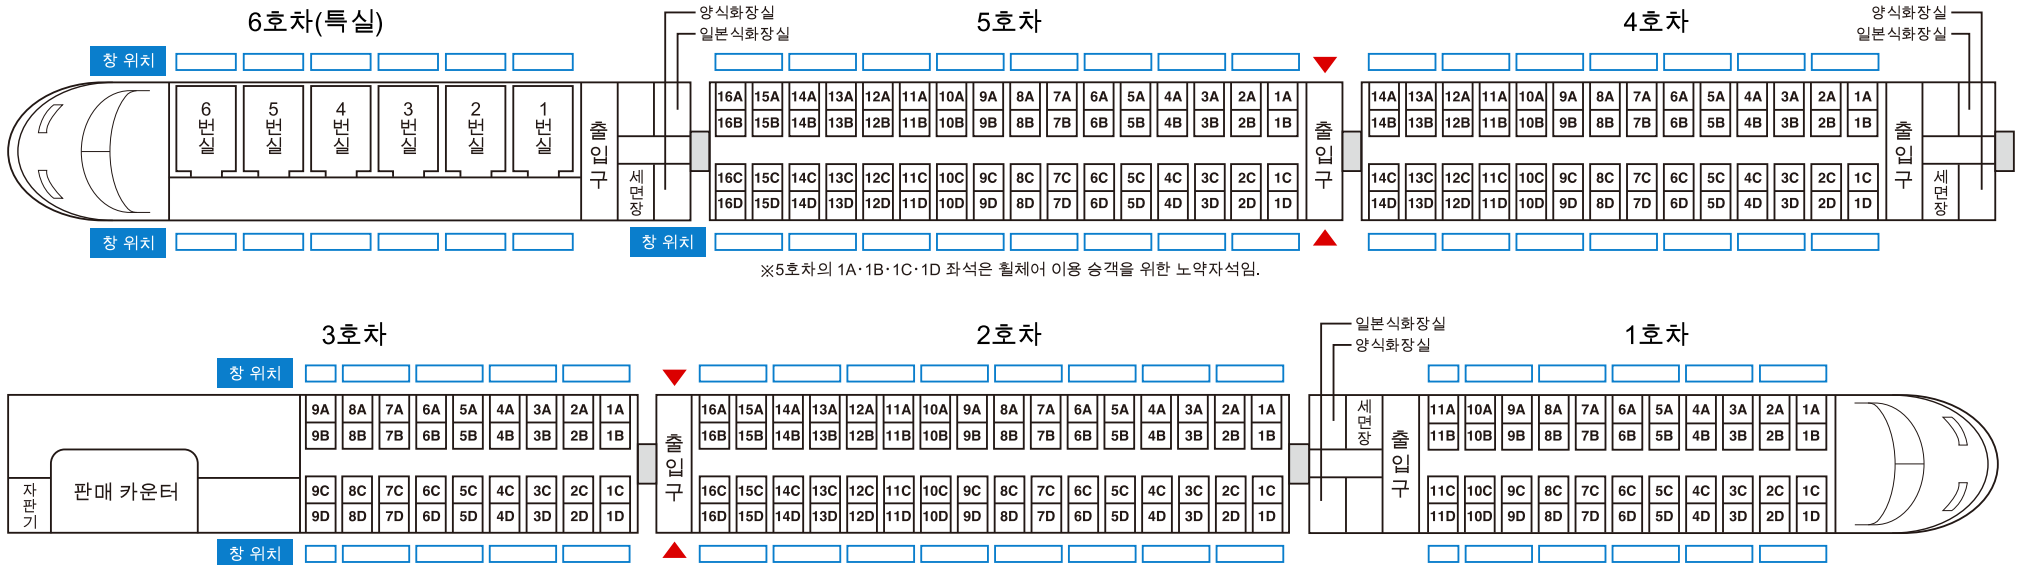 6호차(특실)
5호차
4호차
양식화장실
일본식화장실
양식화장실
일본식화장실
창 위치
6번실 5번실 4번실 3번실 2번실 1번실
출입구
세면장
16A 15A 14A 13A 12A 11A 10A 9A 8A 7A 6A 5A 4A 3A 2A 1A
16B 15B 14B 13B 12B 11B 10B 9B 8B 7B 6B 5B 4B 3B 2B 1B
16C 15C 14C 13C 12C 11C 10C 9C 8C 7C 6C 5C 4C 3C 2C 1C
16D 15D 14D 13D 12D 11D 10D 9D 8D 7D 6D 5D 4D 3D 2D 1D
출입구
14A 13A 12A 11A 10A 9A 8A 7A 6A 5A 4A 3A 2A 1A
14B 13B 12B 11B 10B 9B 8B 7B 6B 5B 4B 3B 2B 1B
14C 13C 12C 11C 10C 9C 8C 7C 6C 5C 4C 3C 2C 1C
14D 13D 12D 11D 10D 9D 8D 7D 6D 5D 4D 3D 2D 1D
출입구
세면장
창 위치
창 위치
※5호차의 1A·1B·1C·1D 좌석은 휠체어 이용 승객을 위한 노약자석임.
3호차
2호차
1호차
일본식화장실
양식화장실
창 위치
자판기
판매 카운터
9A 8A 7A 6A 5A 4A 3A 2A 1A
9B 8B 7B 6B 5B 4B 3B 2B 1B
9C 8C 7C 6C 5C 4C 3C 2C 1C
9D 8D 7D 6D 5D 4D 3D 2D 1D
출입구
16A 15A 14A 13A 12A 11A 10A 9A 8A 7A 6A 5A 4A 3A 2A 1A
16B 15B 14B 13B 12B 11B 10B 9B 8B 7B 6B 5B 4B 3B 2B 1B
16C 15C 14C 13C 12C 11C 10C 9C 8C 7C 6C 5C 4C 3C 2C 1C
16D 15D 14D 13D 12D 11D 10D 9D 8D 7D 6D 5D 4D 3D 2D 1D
세면장
출입구
11A 10A 9A 8A 7A 6A 5A 4A 3A 2A 1A
11B 10B 9B 8B 7B 6B 5B 4B 3B 2B 1B
11C 10C 9C 8C 7C 6C 5C 4C 3C 2C 1C
11D 10D 9D 8D 7D 6D 5D 4D 3D 2D 1D
창 위치